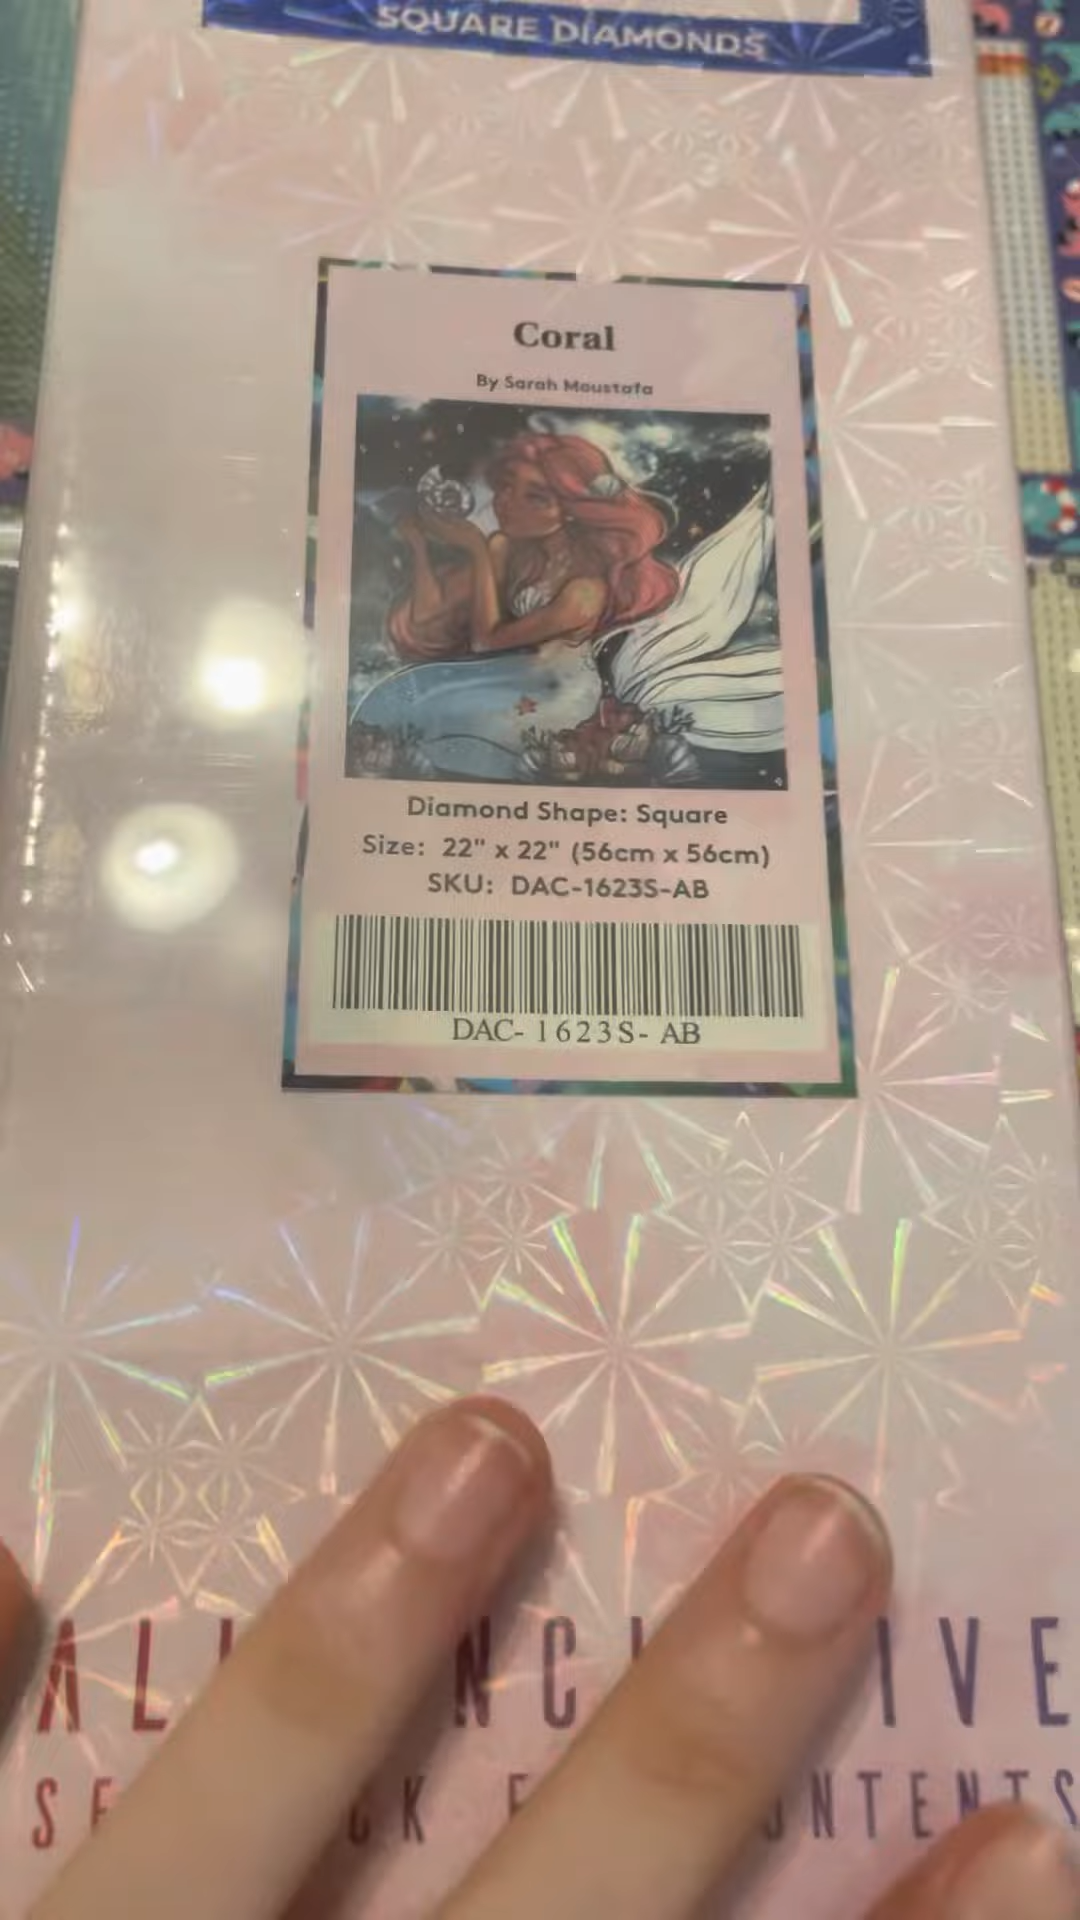 SQUARE DIAMONDS
Coral
By Sarah Moustafa
Diamond Shape: Square
Size: 22" x 22" (56cm x 56cm)
SKU: DAC-1623S-AB
DAC- 1623S- AB